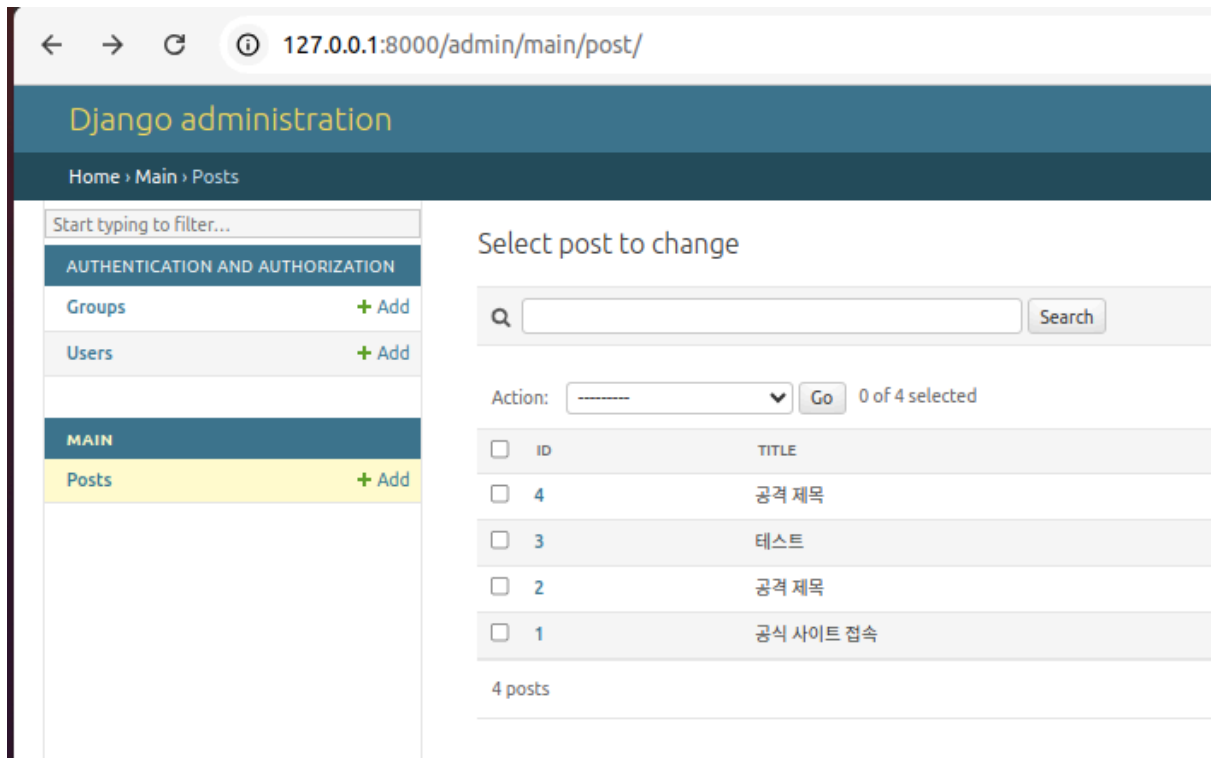 127.0.0.1:8000/admin/main/post/
Django administration
Home › Main › Posts
Start typing to filter...
AUTHENTICATION AND AUTHORIZATION
Groups + Add
Users + Add
MAIN
Posts + Add
Select post to change
Search
Action: --------- Go 0 of 4 selected
ID TITLE
4 공격 제목
3 테스트
2 공격 제목
1 공식 사이트 접속
4 posts